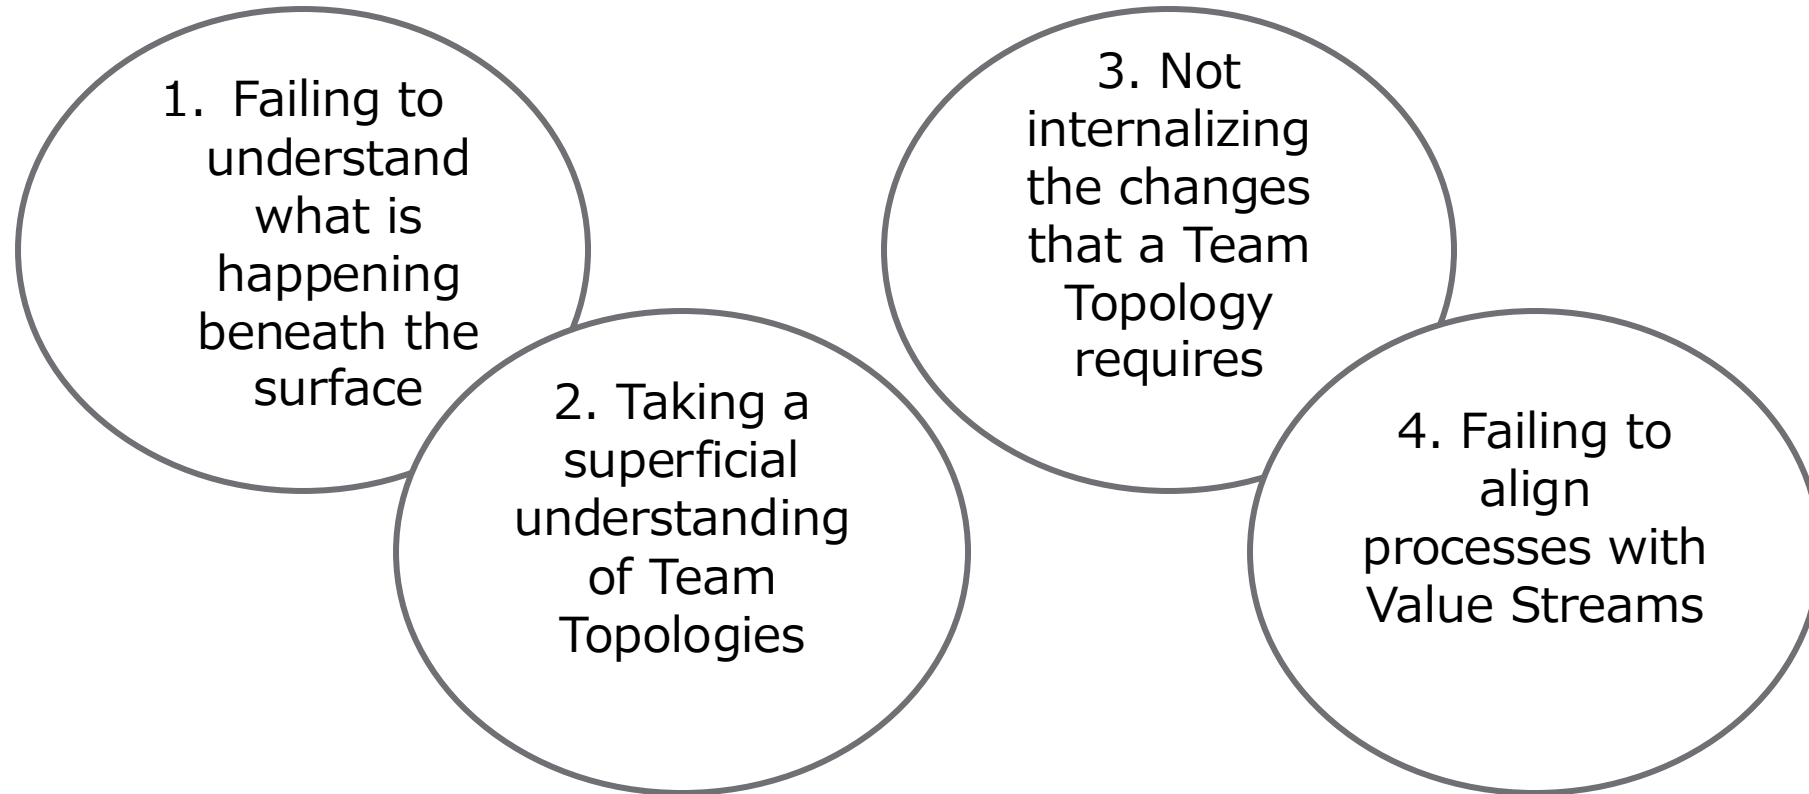 1. Failing to
understand
what is
happening
beneath the
surface
2. Taking a
superficial
understanding
of Team
Topologies
3. Not
internalizing
the changes
that a Team
Topology
requires
4. Failing to
align
processes with
Value Streams